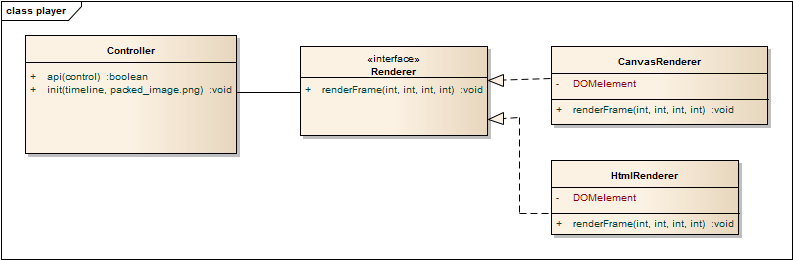 class player
Controller
+ api(control) :boolean
+ init(timeline, packed_image.png) :void
«interface»
Renderer
+ renderFrame(int, int, int, int) :void
CanvasRenderer
- DOMelement
+ renderFrame(int, int, int, int) :void
HtmlRenderer
- DOMelement
+ renderFrame(int, int, int, int) :void